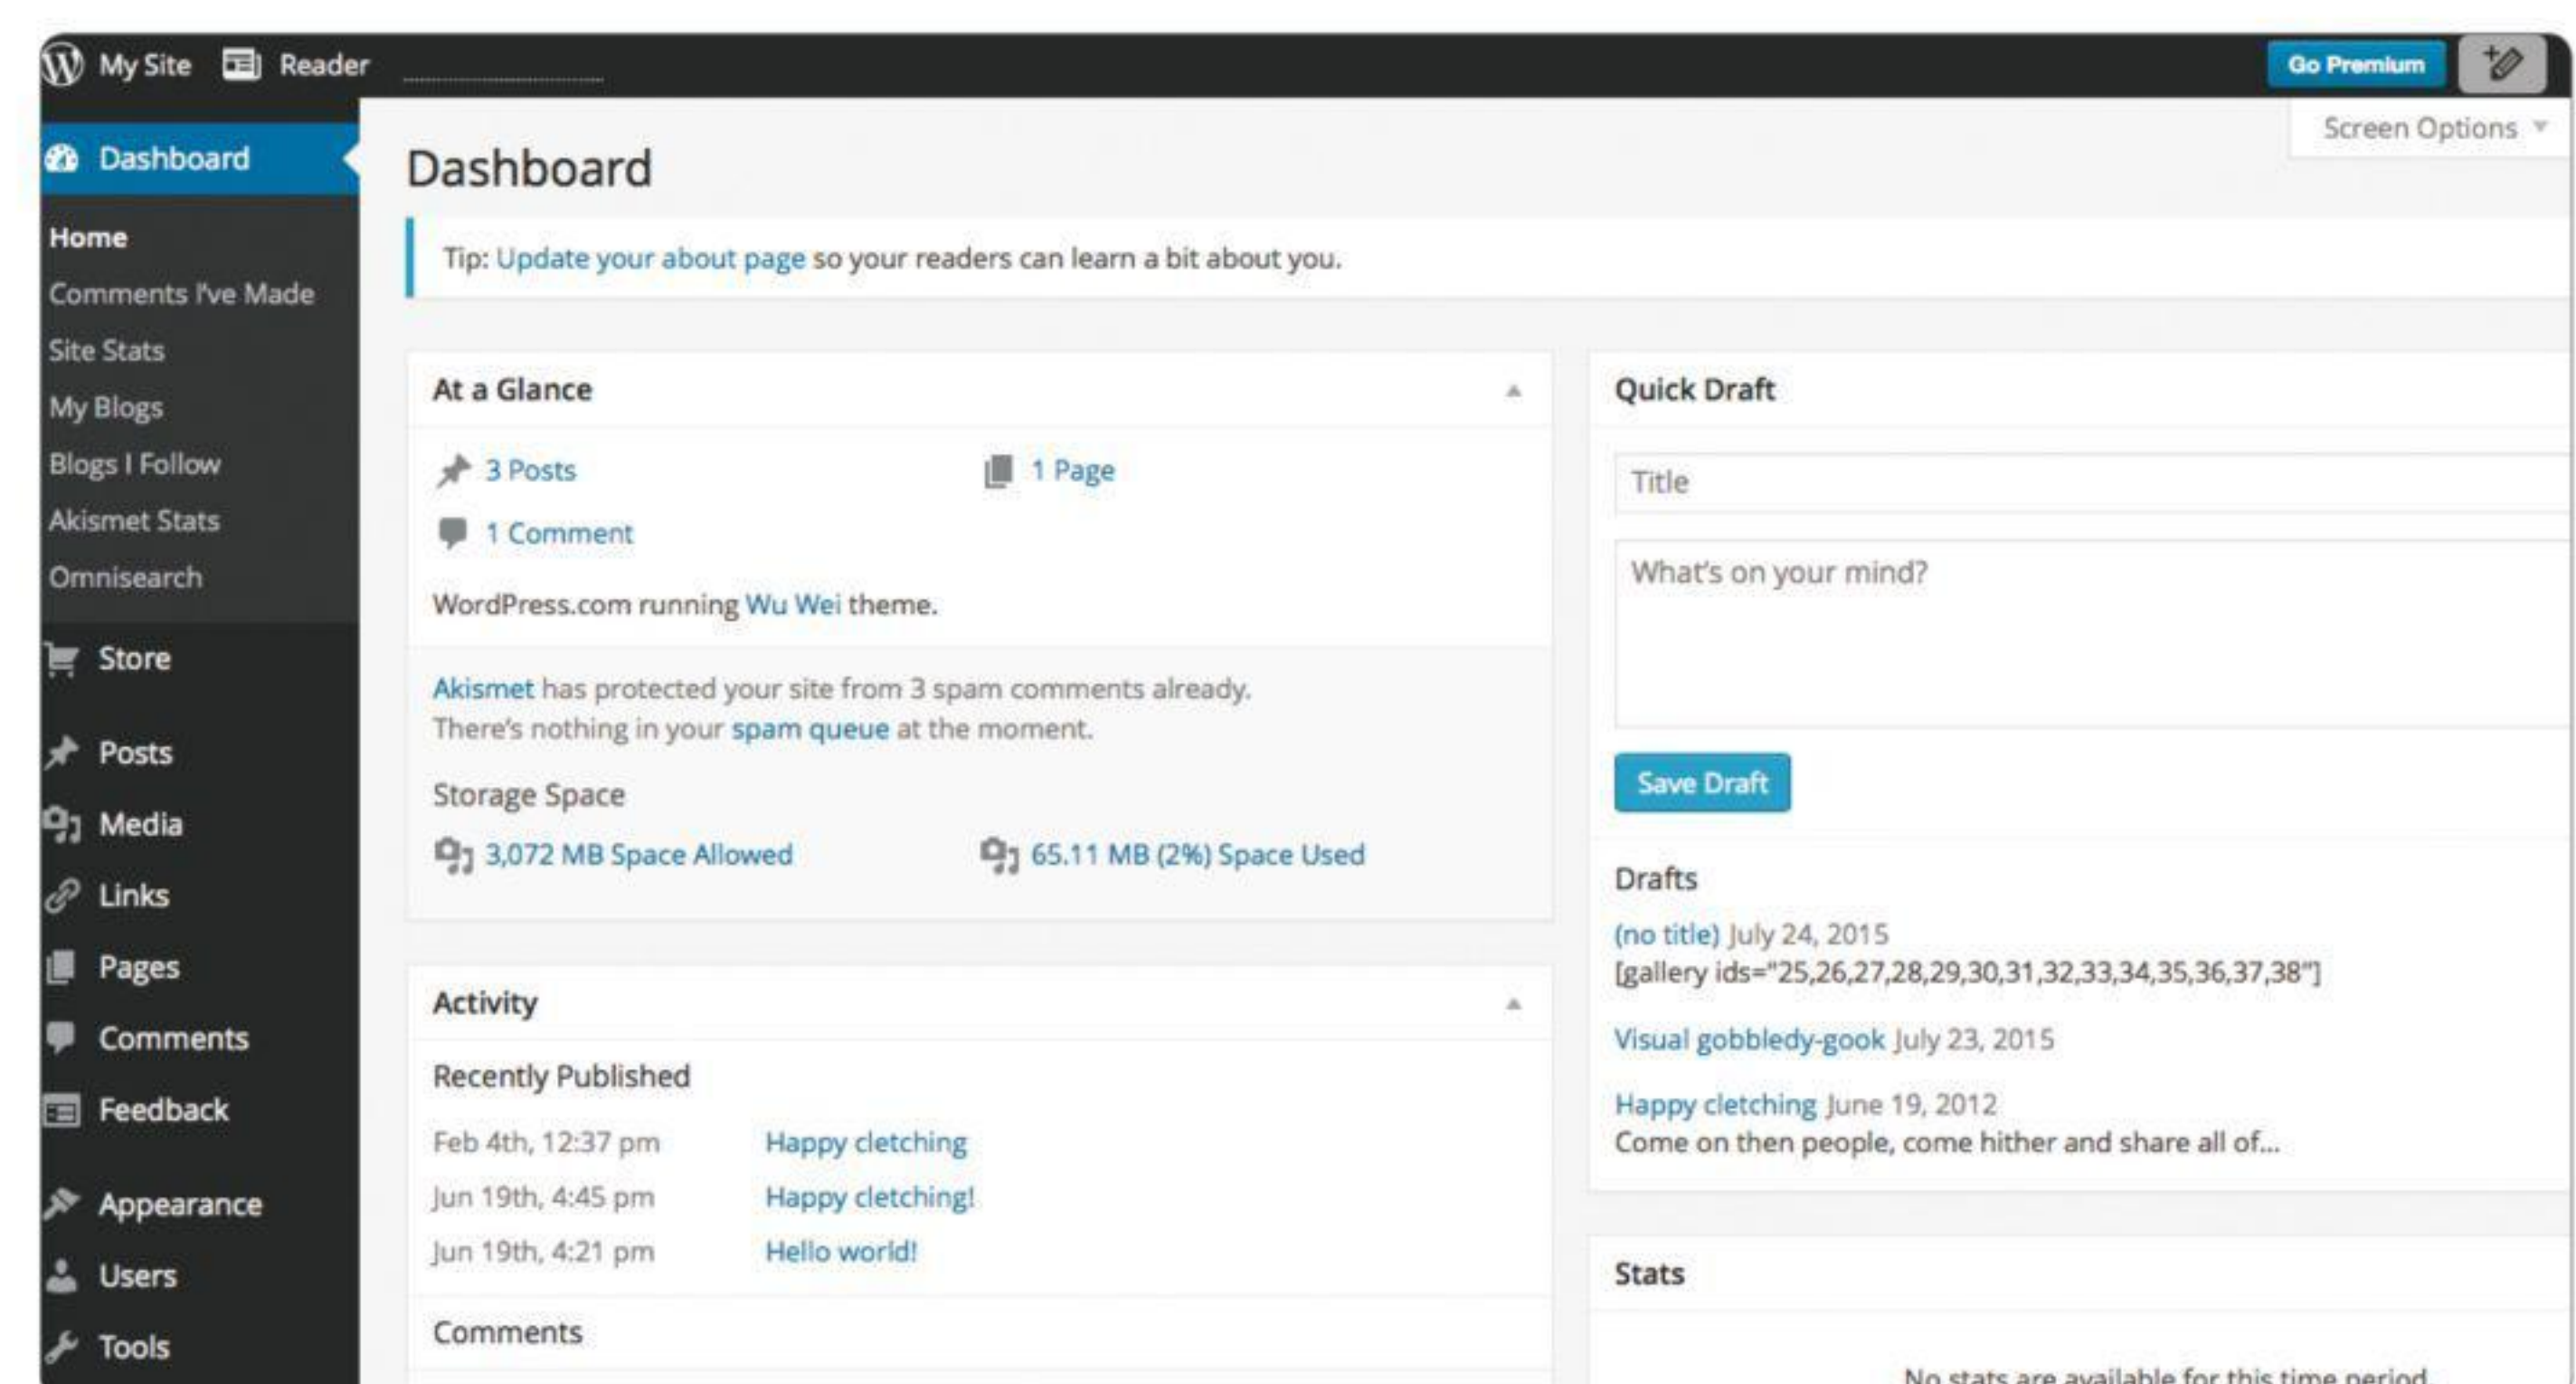 My Site Reader
Go Premium
Screen Options
Dashboard
Home
Comments I've Made
Site Stats
My Blogs
Blogs I Follow
Akismet Stats
Omnisearch
Store
Posts
Media
Links
Pages
Comments
Feedback
Appearance
Users
Tools
Dashboard
Tip: Update your about page so your readers can learn a bit about you.
At a Glance
3 Posts
1 Page
1 Comment
WordPress.com running Wu Wei theme.
Akismet has protected your site from 3 spam comments already.
There's nothing in your spam queue at the moment.
Storage Space
3,072 MB Space Allowed
65.11 MB (2%) Space Used
Activity
Recently Published
Feb 4th, 12:37 pm Happy cletching
Jun 19th, 4:45 pm Happy cletching!
Jun 19th, 4:21 pm Hello world!
Comments
Quick Draft
Title
What's on your mind?
Save Draft
Drafts
(no title) July 24, 2015
[gallery ids="25,26,27,28,29,30,31,32,33,34,35,36,37,38"]
Visual gobbledy-gook July 23, 2015
Happy cletching June 19, 2012
Come on then people, come hither and share all of...
Stats
No stats are available for this time period